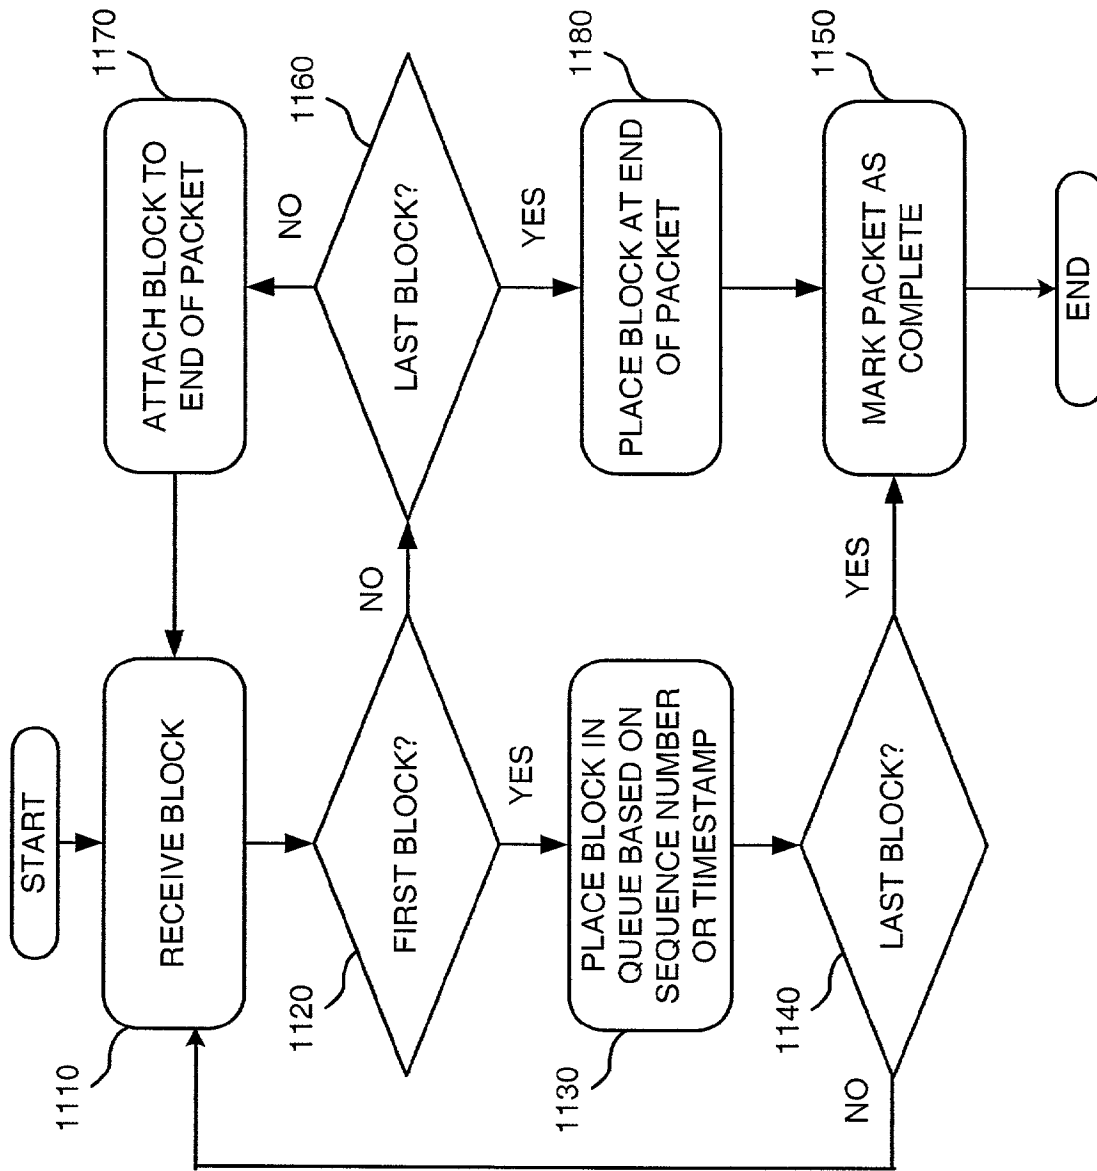 START
1110
RECEIVE BLOCK
1120
FIRST BLOCK?
YES
NO
1130
PLACE BLOCK IN
QUEUE BASED ON
SEQUENCE NUMBER
OR TIMESTAMP
1140
LAST BLOCK?
NO
YES
1170
ATTACH BLOCK TO
END OF PACKET
NO
1160
LAST BLOCK?
YES
1180
PLACE BLOCK AT END
OF PACKET
1150
MARK PACKET AS
COMPLETE
END